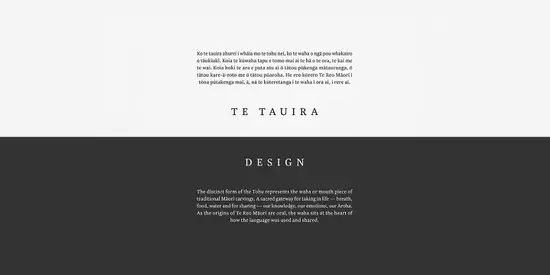 Ko te tauira ahurei i whāia mo te tohu nei, ko te waha o ngā pou whakairo
o tāukiuki. Koia te kūwaha tapu e tomo mai ai te hā o te ora, te kai me
te wai. Koia hoki te ara e puta atu ai ō tātou pūkenga mātauranga, ō
tātou kare-ā-roto me ō tātou pūaroha. He reo kōrero Te Reo Māori i
tōna pūtakenga mai, ā, nā te kūteretanga i te waha i ora ai, i rere ai.
TE TAUIRA
DESIGN
The distinct form of the Tohu represents the waha or mouth piece of
traditional Māori carvings. A sacred gateway for taking in life — breath,
food, water and for sharing — our knowledge, our emotions, our Aroha.
As the origins of Te Reo Māori are oral, the waha sits at the heart of
how the language was used and shared.